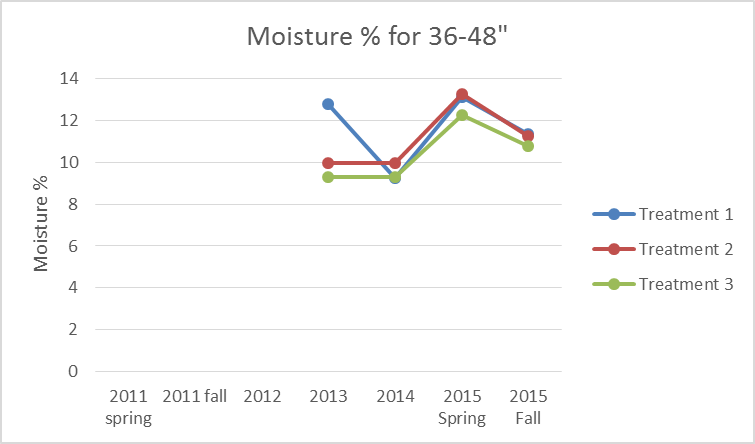 Moisture % for 36-48"
14
12
10
8
6
4
2
0
Moisture %
2011 spring
2011 fall
2012
2013
2014
2015 Spring
2015 Fall
Treatment 1
Treatment 2
Treatment 3